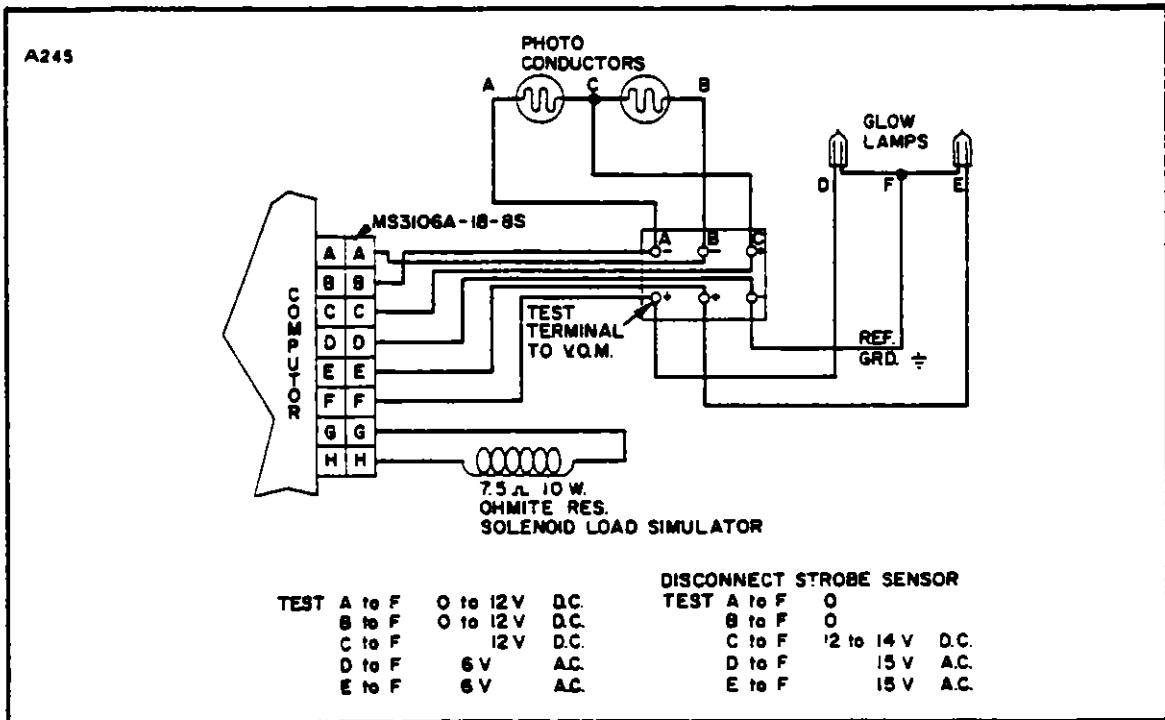 A245
PHOTO
CONDUCTORS
A C B
GLOW
LAMPS
D F E
MS3106A-18-8S
A A
B B
C C
D D
E E
F F
G G
H H
COMPUTOR
A B C
- - +
+ + -
TEST
TERMINAL
TO V.O.M.
REF.
GRD.
7.5 Ω 10 W.
OHMITE RES.
SOLENOID LOAD SIMULATOR
TEST A to F 0 to 12 V D.C.
B to F 0 to 12 V D.C.
C to F 12 V D.C.
D to F 6 V A.C.
E to F 6 V A.C.
DISCONNECT STROBE SENSOR
TEST A to F 0
B to F 0
C to F 12 to 14 V D.C.
D to F 15 V A.C.
E to F 15 V A.C.